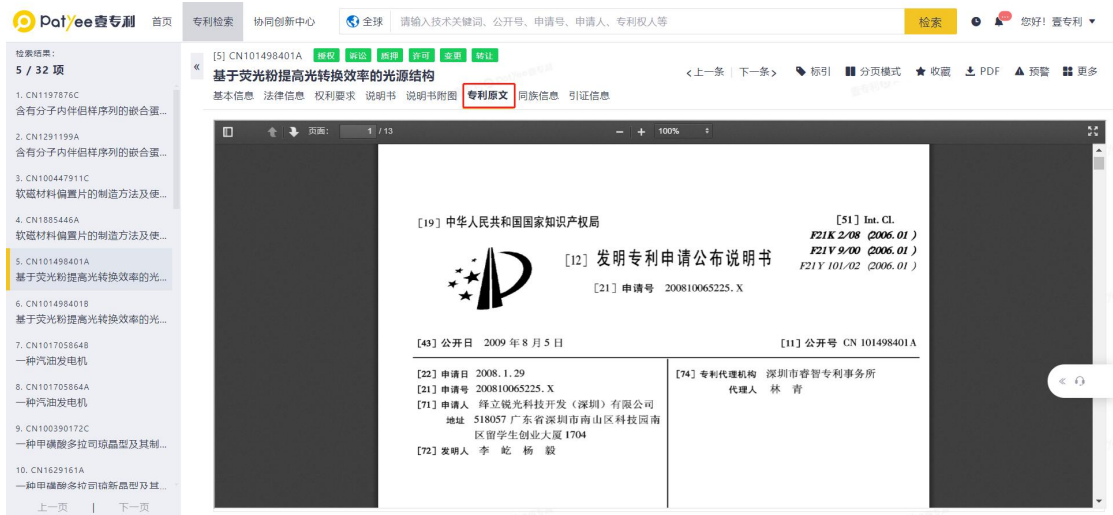 Patyee壹专利 首页 专利检索 协同创新中心 全球 请输入技术关键词、公开号、申请号、申请人、专利权人等 检索 您好！壹专利 ▼
检索结果：
5 / 32 项
1. CN1197876C
含有分子内伴侣样序列的嵌合蛋...
2. CN1291199A
含有分子内伴侣样序列的嵌合蛋...
3. CN100447911C
软磁材料偏置片的制造方法及使...
4. CN1885446A
软磁材料偏置片的制造方法及使...
5. CN101498401A
基于荧光粉提高光转换效率的光...
6. CN101498401B
基于荧光粉提高光转换效率的光...
7. CN101705864B
一种汽油发电机
8. CN101705864A
一种汽油发电机
9. CN100390172C
一种甲磺酸多拉司琼晶型及其制...
10. CN1629161A
一种甲磺酸多拉司琼新晶型及其...
上一页 | 下一页
« [5] CN101498401A 授权 诉讼 质押 许可 变更 转让
基于荧光粉提高光转换效率的光源结构
‹上一条 | 下一条› 标引 分页模式 收藏 PDF 预警 更多
基本信息 法律信息 权利要求 说明书 说明书附图 专利原文 同族信息 引证信息
页面： 1 / 13 − + 100%
[19] 中华人民共和国国家知识产权局
[51] Int. Cl.
F21K 2/08 (2006.01)
F21V 9/00 (2006.01)
F21Y 101/02 (2006.01)
[12] 发明专利申请公布说明书
[21] 申请号 200810065225. X
[43] 公开日 2009 年 8 月 5 日
[11] 公开号 CN 101498401A
[22] 申请日 2008. 1. 29
[21] 申请号 200810065225. X
[71] 申请人 绎立锐光科技开发（深圳）有限公司
地址 518057 广东省深圳市南山区科技园南
区留学生创业大厦 1704
[72] 发明人 李 屹 杨 毅
[74] 专利代理机构 深圳市睿智专利事务所
代理人 林 青
«